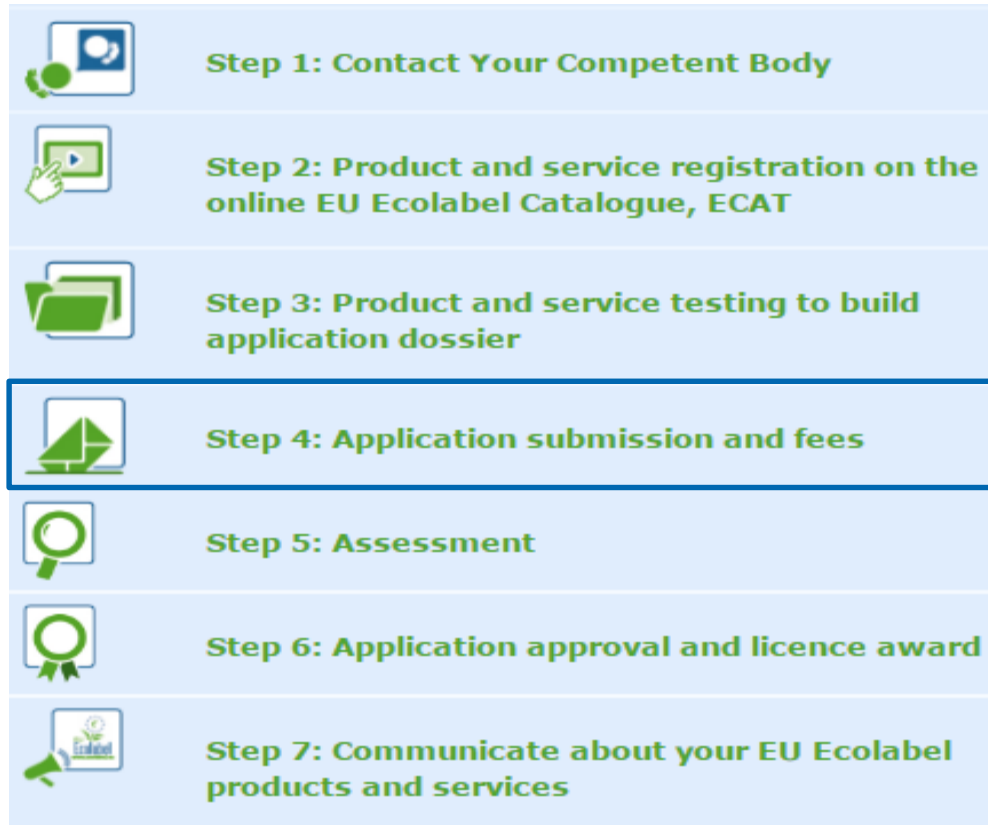 Step 1: Contact Your Competent Body
Step 2: Product and service registration on the
online EU Ecolabel Catalogue, ECAT
Step 3: Product and service testing to build
application dossier
Step 4: Application submission and fees
Step 5: Assessment
Step 6: Application approval and licence award
Ecolabel
Step 7: Communicate about your EU Ecolabel
products and services